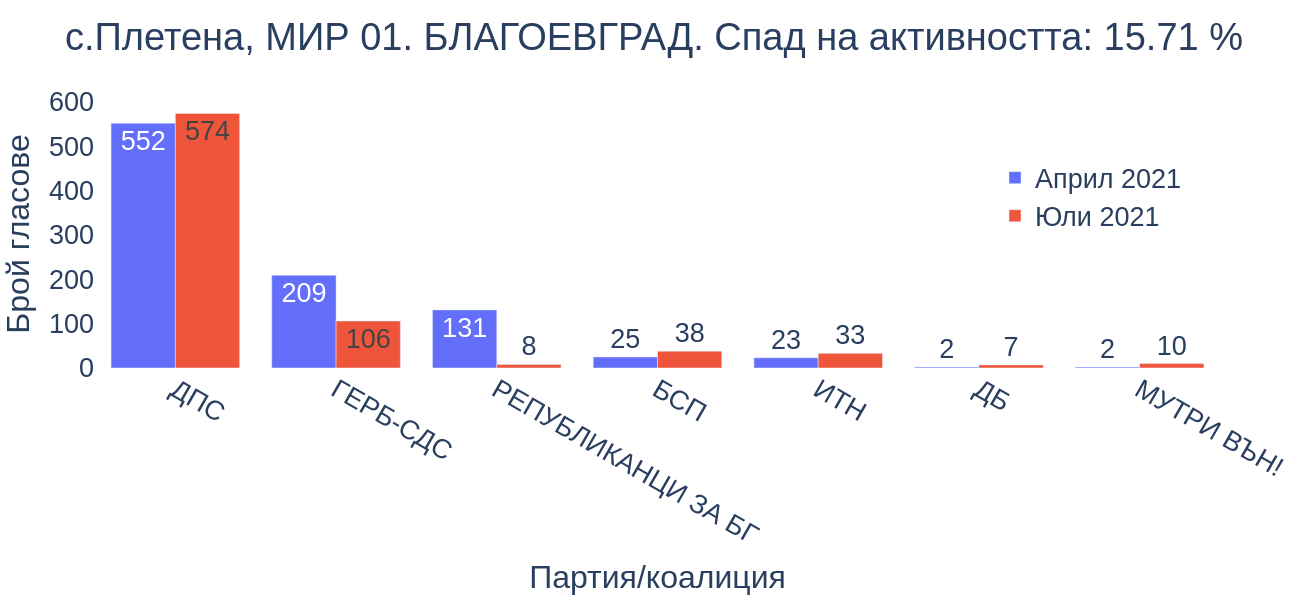 с.Плетена, МИР 01. БЛАГОЕВГРАД. Спад на активността: 15.71 %
Брой гласове
600
500
400
300
200
100
0
552
574
209
106
131
8
25
38
23
33
2
7
2
10
Април 2021
Юли 2021
ДПС
ГЕРБ-СДС
РЕПУБЛИКАНЦИ ЗА БГ
БСП
ИТН
ДБ
МУТРИ ВЪН!
Партия/коалиция